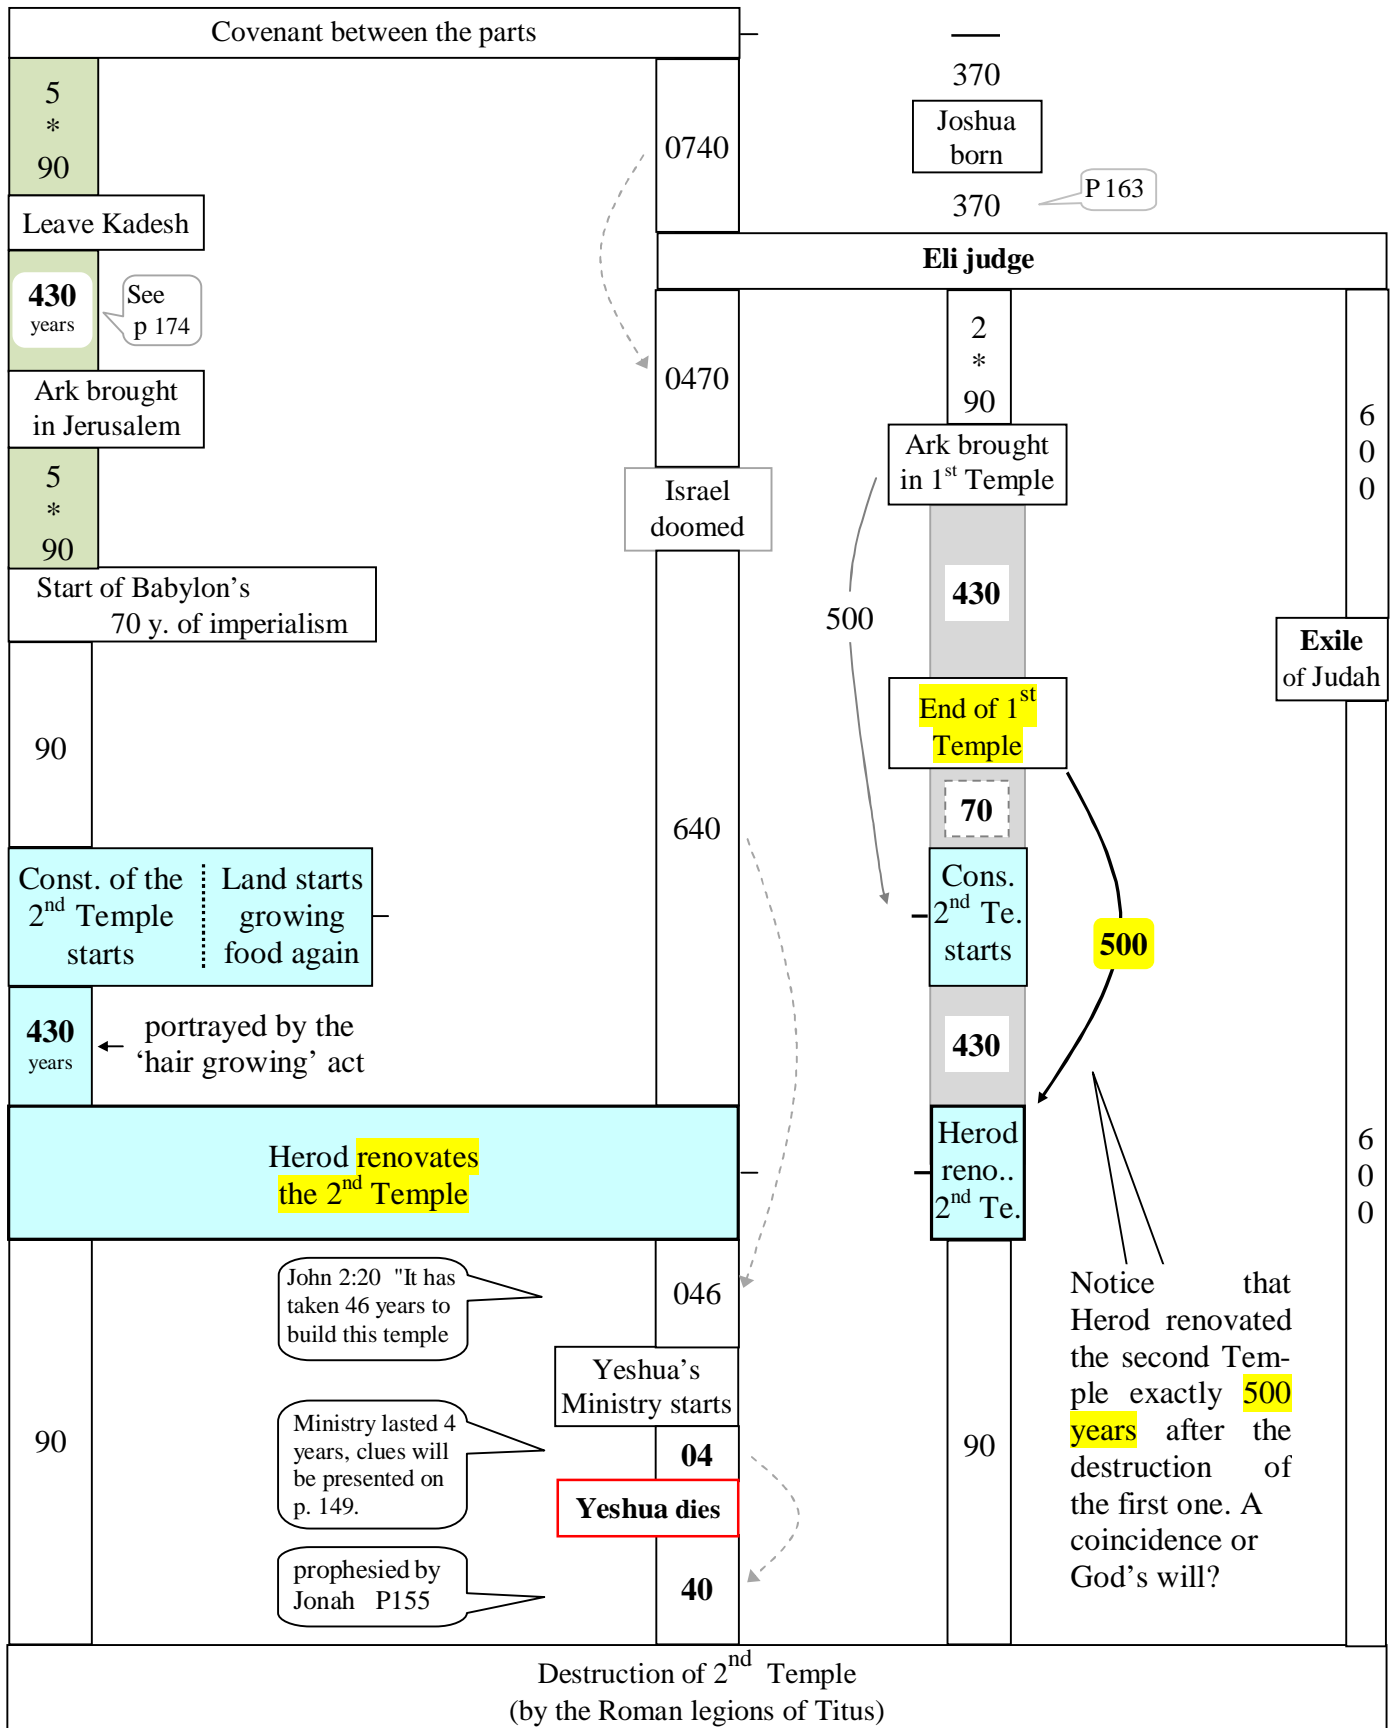 Covenant between the parts
370
Joshua
born
370
P 163
5
*
90
0740
Leave Kadesh
Eli judge
430
years
See
p 174
0470
2
*
90
6
0
0
Ark brought
in Jerusalem
Ark brought
in 1st Temple
5
*
90
Israel
doomed
430
500
Start of Babylon’s
70 y. of imperialism
Exile
of Judah
End of 1st
Temple
90
70
640
Const. of the
2nd Temple
starts
Land starts
growing
food again
Cons.
2nd Te.
starts
500
430
years
portrayed by the
‘hair growing’ act
430
Herod renovates
the 2nd Temple
Herod
reno..
2nd Te.
6
0
0
John 2:20 "It has
taken 46 years to
build this temple
046
Yeshua’s
Ministry starts
Ministry lasted 4
years, clues will
be presented on
p. 149.
04
90
90
Yeshua dies
prophesied by
Jonah P155
40
Notice that
Herod renovated
the second Tem-
ple exactly 500
years after the
destruction of
the first one. A
coincidence or
God’s will?
Destruction of 2nd Temple
(by the Roman legions of Titus)